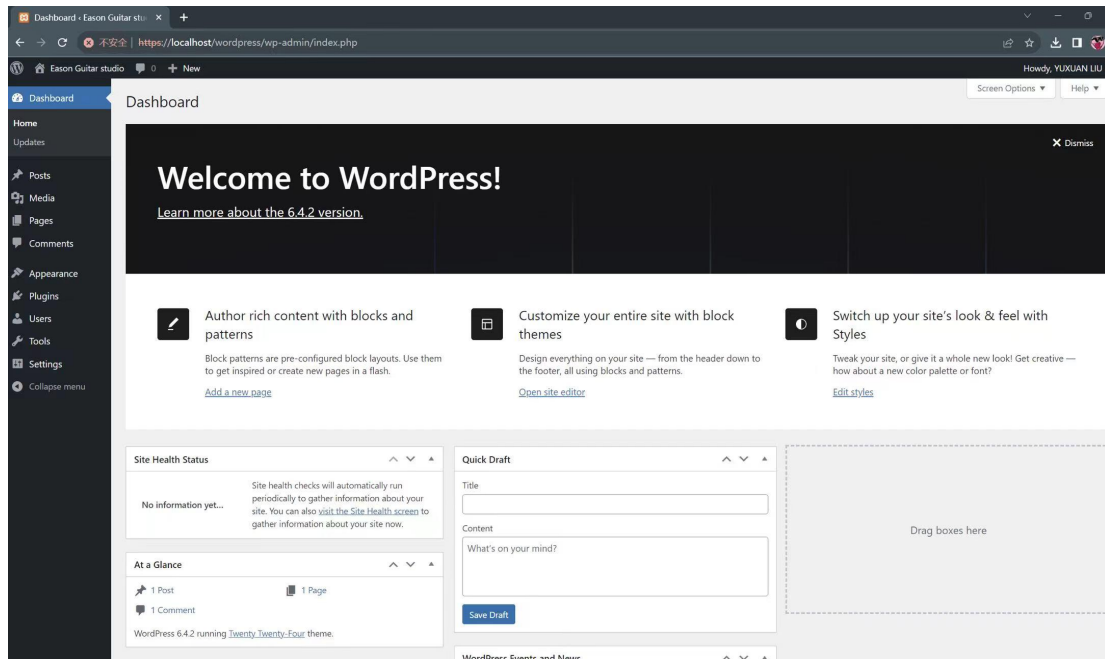 Dashboard ‹ Eason Guitar stu
不安全 | https://localhost/wordpress/wp-admin/index.php
Eason Guitar studio 0 New
Howdy, YUXUAN LIU
Dashboard
Home
Updates
Posts
Media
Pages
Comments
Appearance
Plugins
Users
Tools
Settings
Collapse menu
Dashboard
Screen Options
Help
Welcome to WordPress!
Learn more about the 6.4.2 version.
Dismiss
Author rich content with blocks and
patterns
Block patterns are pre-configured block layouts. Use them
to get inspired or create new pages in a flash.
Add a new page
Customize your entire site with block
themes
Design everything on your site — from the header down to
the footer, all using blocks and patterns.
Open site editor
Switch up your site's look & feel with
Styles
Tweak your site, or give it a whole new look! Get creative —
how about a new color palette or font?
Edit styles
Site Health Status
No information yet...
Site health checks will automatically run
periodically to gather information about your
site. You can also visit the Site Health screen to
gather information about your site now.
At a Glance
1 Post
1 Page
1 Comment
WordPress 6.4.2 running Twenty Twenty-Four theme.
Quick Draft
Title
Content
What's on your mind?
Save Draft
WordPress Events and News
Drag boxes here